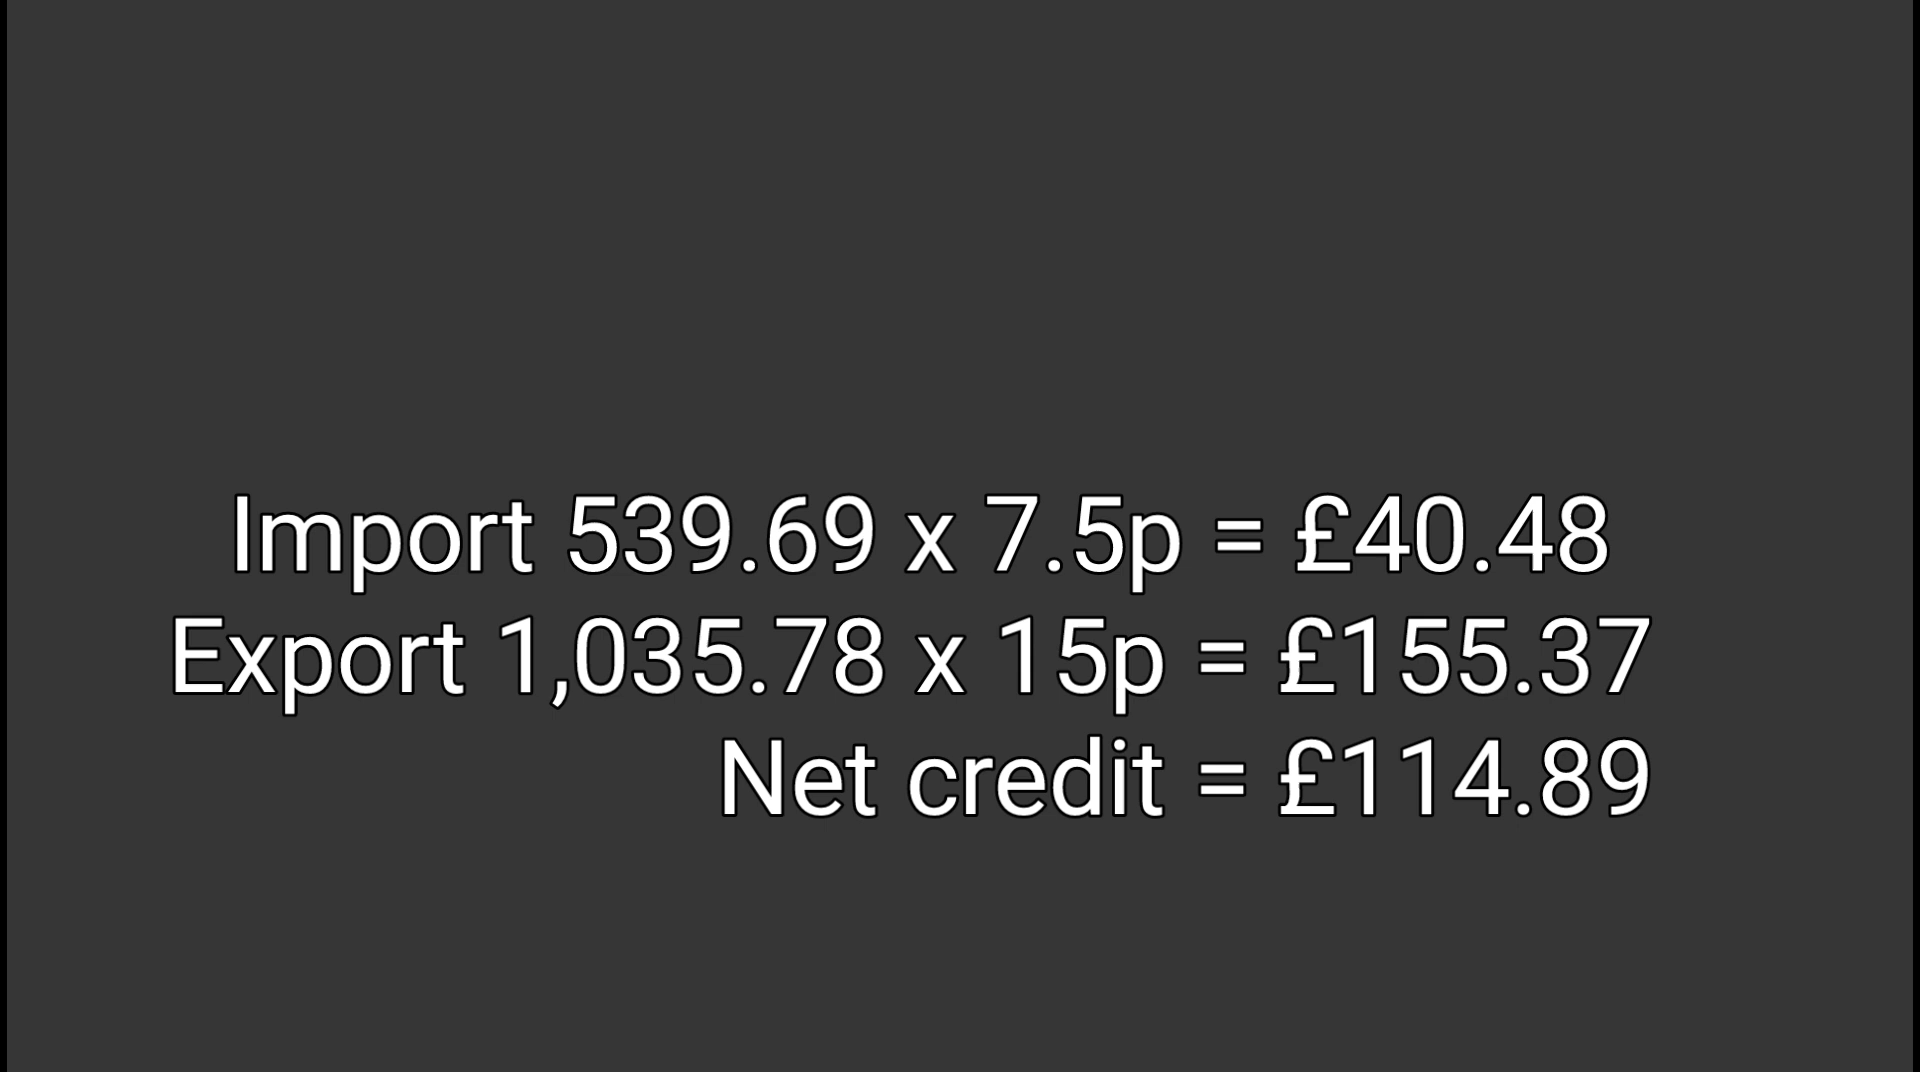 Import 539.69 x 7.5p = £40.48
Export 1,035.78 x 15p = £155.37
Net credit = £114.89